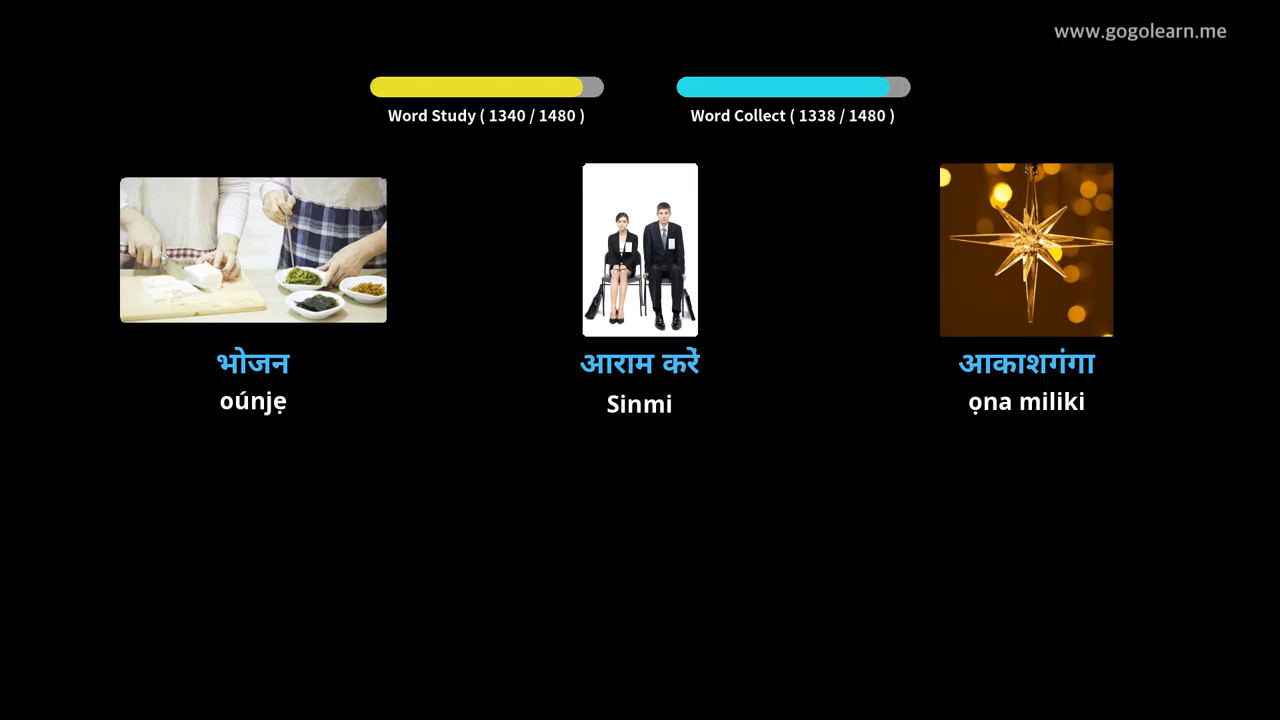 www.gogolearn.me
Word Study ( 1340 / 1480 )
Word Collect ( 1338 / 1480 )
भोजन
आराम करें
आकाशगंगा
oúnjẹ
Sinmi
ọna miliki